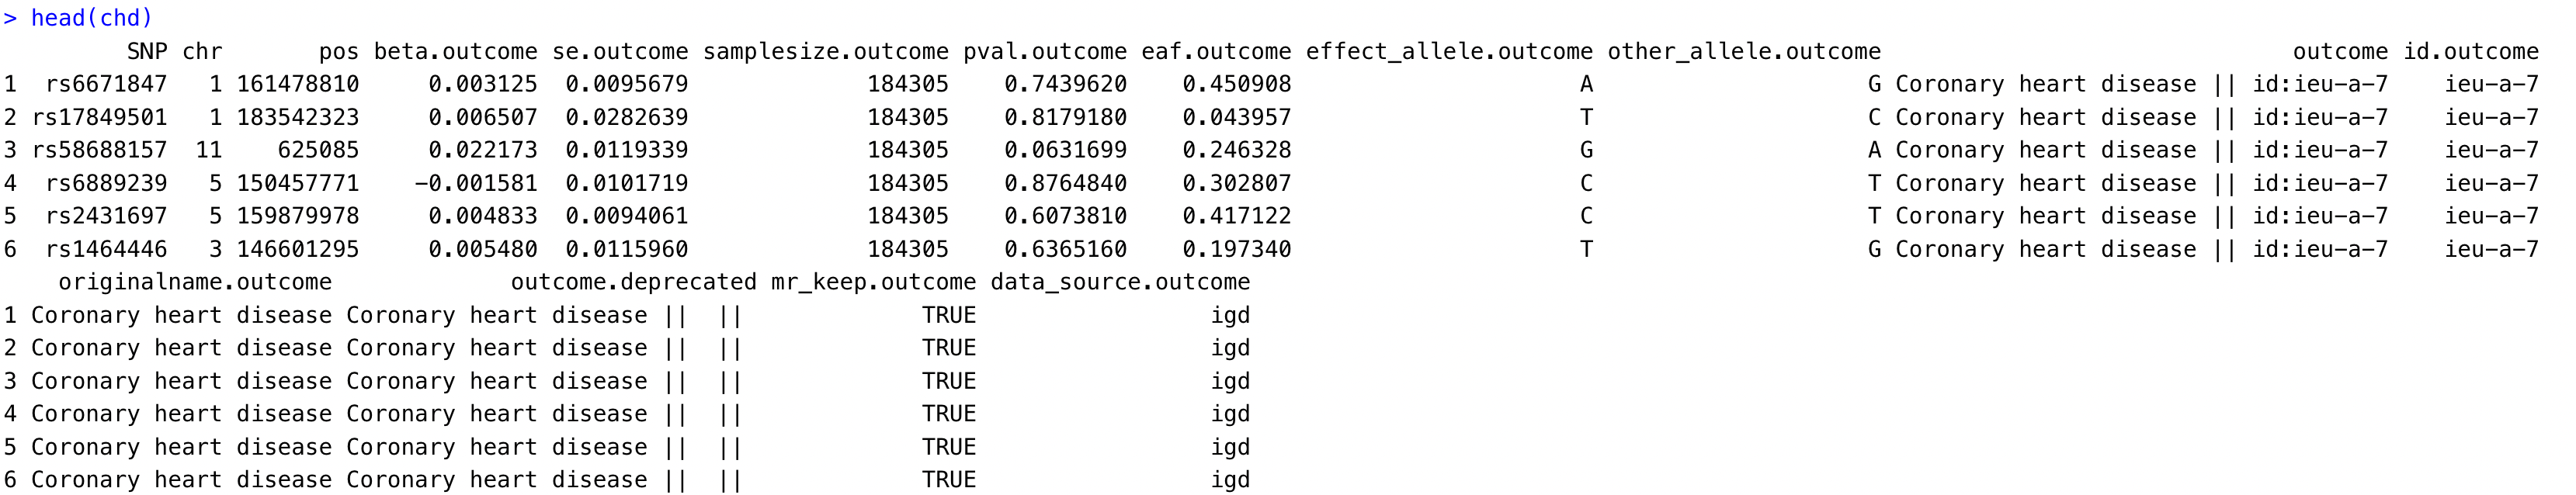 > head(chd)
         SNP chr       pos beta.outcome se.outcome samplesize.outcome pval.outcome eaf.outcome effect_allele.outcome other_allele.outcome                              outcome id.outcome
1  rs6671847   1 161478810     0.003125  0.0095679             184305    0.7439620    0.450908                     A                    G Coronary heart disease || id:ieu-a-7    ieu-a-7
2 rs17849501   1 183542323     0.006507  0.0282639             184305    0.8179180    0.043957                     T                    C Coronary heart disease || id:ieu-a-7    ieu-a-7
3 rs58688157  11    625085     0.022173  0.0119339             184305    0.0631699    0.246328                     G                    A Coronary heart disease || id:ieu-a-7    ieu-a-7
4  rs6889239   5 150457771    -0.001581  0.0101719             184305    0.8764840    0.302807                     C                    T Coronary heart disease || id:ieu-a-7    ieu-a-7
5  rs2431697   5 159879978     0.004833  0.0094061             184305    0.6073810    0.417122                     C                    T Coronary heart disease || id:ieu-a-7    ieu-a-7
6  rs1464446   3 146601295     0.005480  0.0115960             184305    0.6365160    0.197340                     T                    G Coronary heart disease || id:ieu-a-7    ieu-a-7
    originalname.outcome             outcome.deprecated mr_keep.outcome data_source.outcome
1 Coronary heart disease Coronary heart disease ||  ||             TRUE                 igd
2 Coronary heart disease Coronary heart disease ||  ||             TRUE                 igd
3 Coronary heart disease Coronary heart disease ||  ||             TRUE                 igd
4 Coronary heart disease Coronary heart disease ||  ||             TRUE                 igd
5 Coronary heart disease Coronary heart disease ||  ||             TRUE                 igd
6 Coronary heart disease Coronary heart disease ||  ||             TRUE                 igd